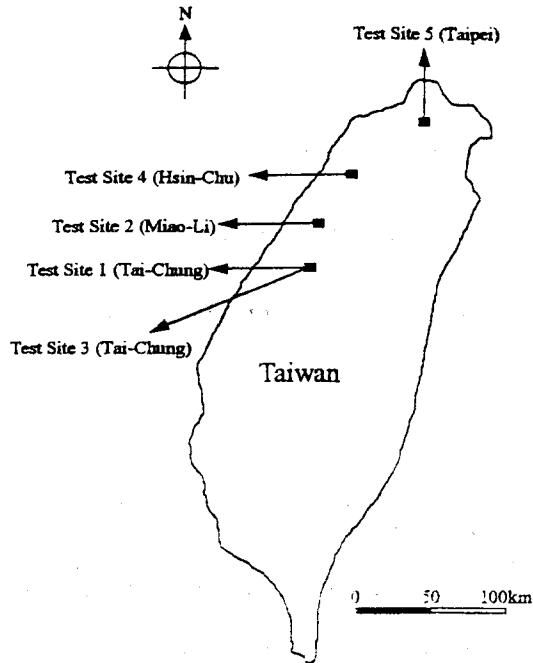 N
Test Site 5 (Taipei)
Test Site 4 (Hsin-Chu)
Test Site 2 (Miao-Li)
Test Site 1 (Tai-Chung)
Test Site 3 (Tai-Chung)
Taiwan
0 50 100km